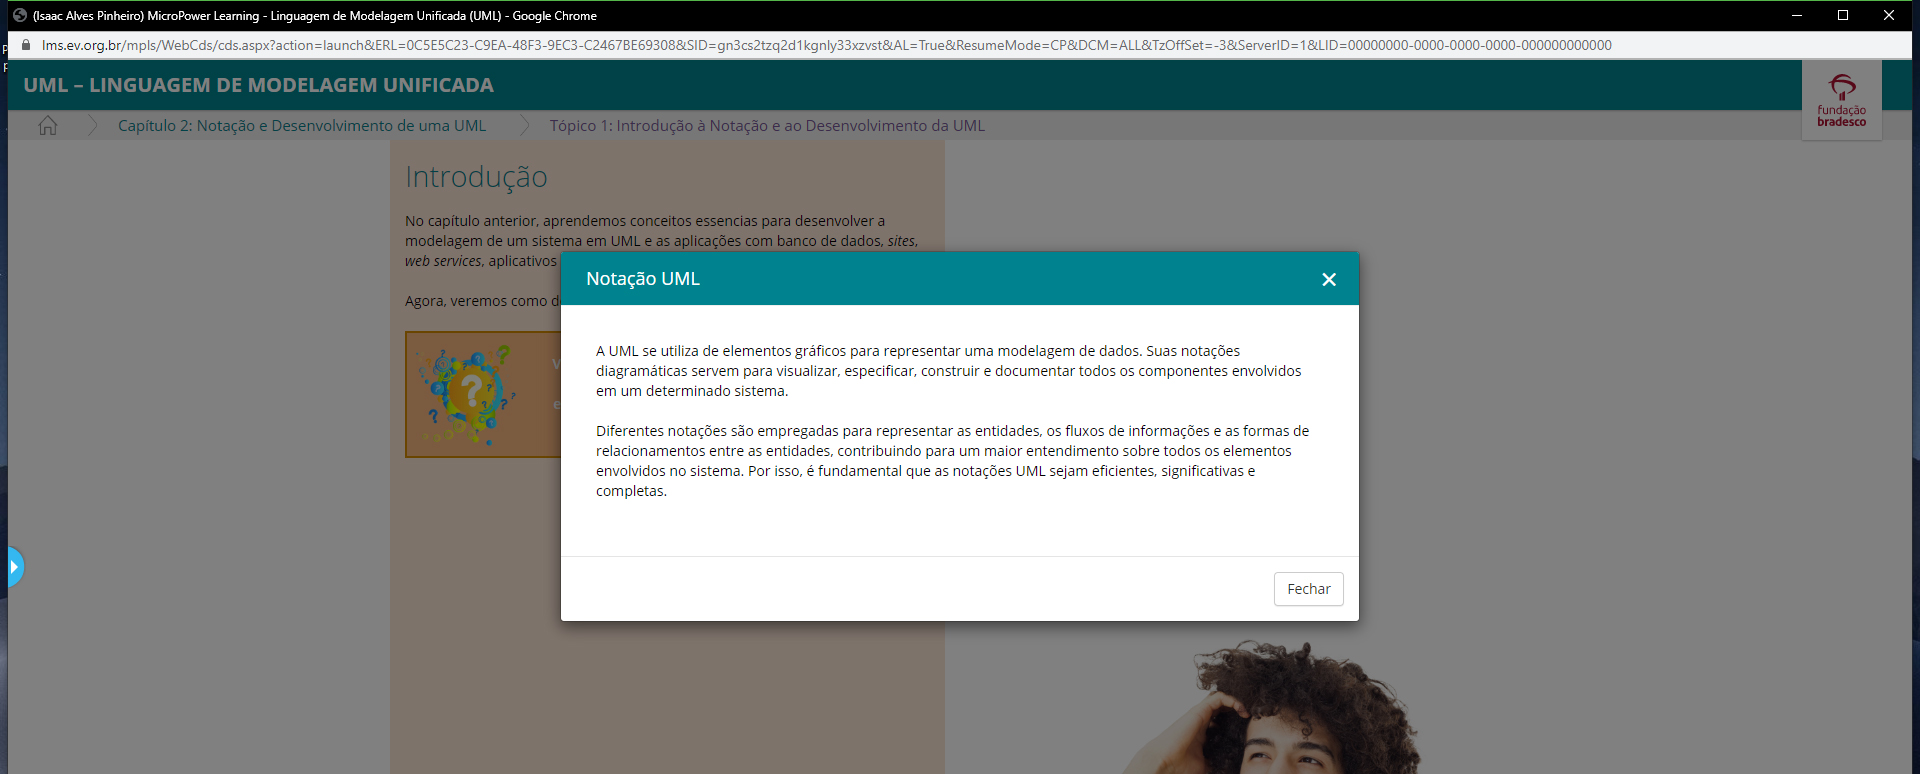 (Isaac Alves Pinheiro) MicroPower Learning - Linguagem de Modelagem Unificada (UML) - Google Chrome
lms.ev.org.br/mpls/WebCds/cds.aspx?action=launch&ERL=0C5E5C23-C9EA-48F3-9EC3-C2467BE69308&SID=gn3cs2tzq2d1kgnly33xzvst&AL=True&ResumeMode=CP&DCM=ALL&TzOffSet=-3&ServerID=1&LID=00000000-0000-0000-0000-000000000000
UML – LINGUAGEM DE MODELAGEM UNIFICADA
fundação
bradesco
Capítulo 2: Notação e Desenvolvimento de uma UML
Tópico 1: Introdução à Notação e ao Desenvolvimento da UML
Introdução
No capítulo anterior, aprendemos conceitos essencias para desenvolver a
modelagem de um sistema em UML e as aplicações com banco de dados, sites,
web services, aplicativos
Agora, veremos como d
Notação UML
A UML se utiliza de elementos gráficos para representar uma modelagem de dados. Suas notações
diagramáticas servem para visualizar, especificar, construir e documentar todos os componentes envolvidos
em um determinado sistema.
Diferentes notações são empregadas para representar as entidades, os fluxos de informações e as formas de
relacionamentos entre as entidades, contribuindo para um maior entendimento sobre todos os elementos
envolvidos no sistema. Por isso, é fundamental que as notações UML sejam eficientes, significativas e
completas.
Fechar